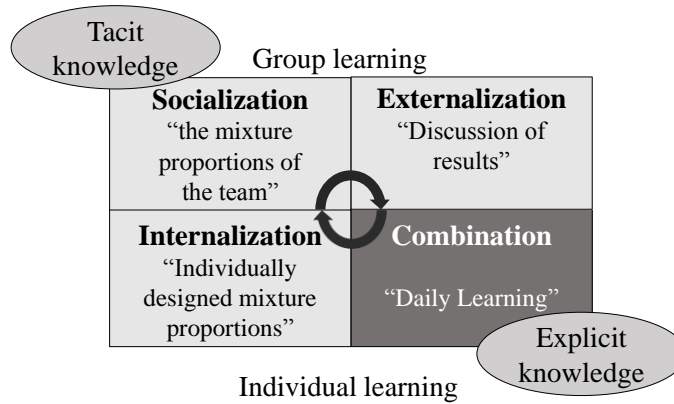 Tacit
knowledge
Group learning
Socialization
“the mixture
proportions of
the team”
Externalization
“Discussion of
results”
Internalization
“Individually
designed mixture
proportions”
Combination
“Daily Learning”
Explicit
knowledge
Individual learning